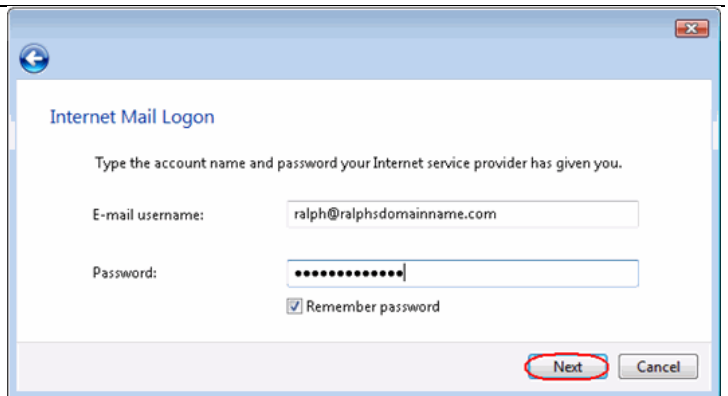 Internet Mail Logon
Type the account name and password your Internet service provider has given you.
E-mail username: ralph@ralphsdomainname.com
Password: •••••••••••••
Remember password
Next Cancel